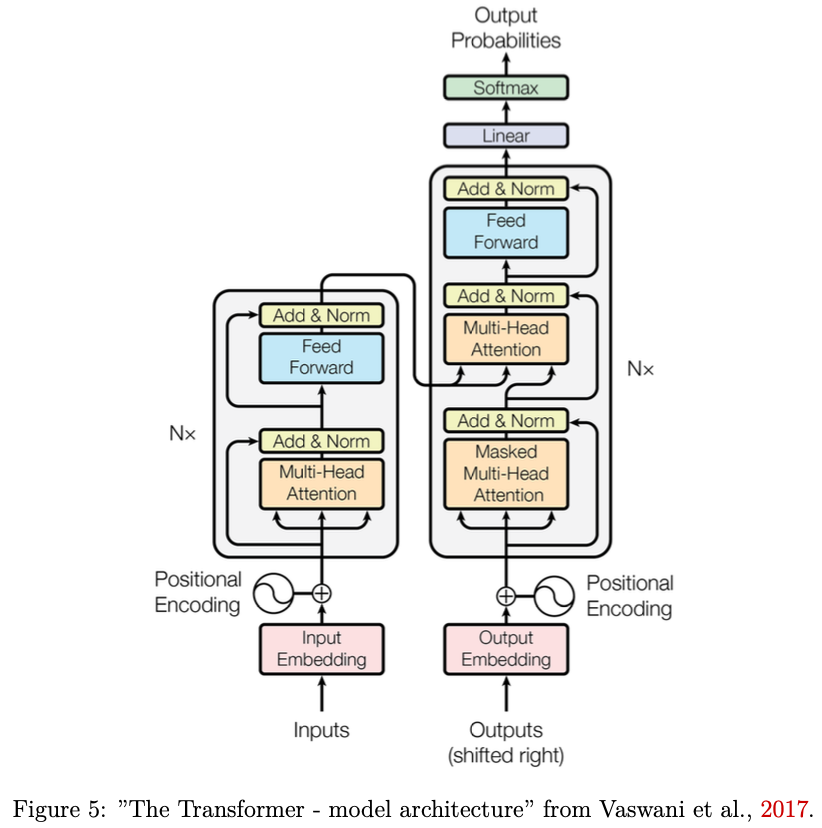 Output
Probabilities
Softmax
Linear
Add & Norm
Feed
Forward
Add & Norm
Multi-Head
Attention
Nx
Add & Norm
Masked
Multi-Head
Attention
Add & Norm
Feed
Forward
Nx
Add & Norm
Multi-Head
Attention
Positional
Encoding
Positional
Encoding
Input
Embedding
Output
Embedding
Inputs
Outputs
(shifted right)
Figure 5: ”The Transformer - model architecture” from Vaswani et al., 2017.